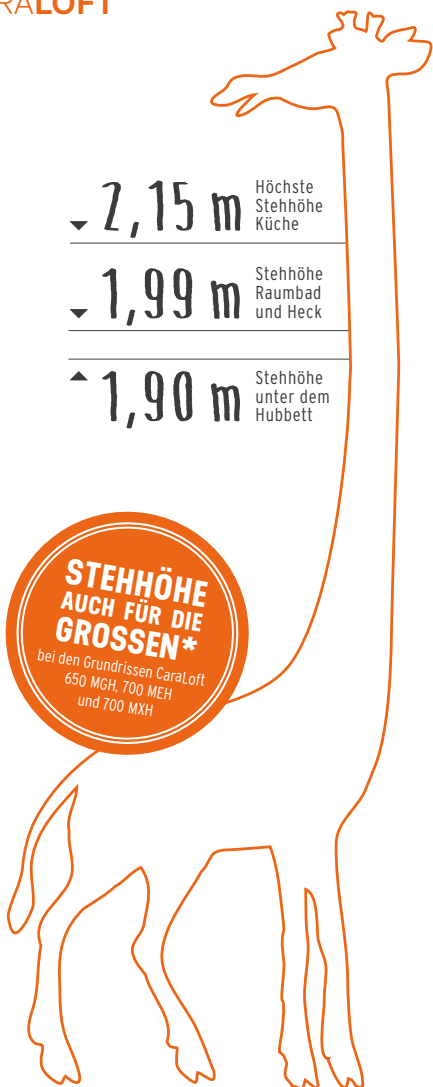 RALOFT
2,15 m
Höchste
Stehhöhe
Küche
1,99 m
Stehhöhe
Raumbad
und Heck
1,90 m
Stehhöhe
unter dem
Hubbett
STEHHÖHE
AUCH FÜR DIE
GROSSEN*
bei den Grundrissen CaraLoft
650 MGH, 700 MEH
und 700 MXH